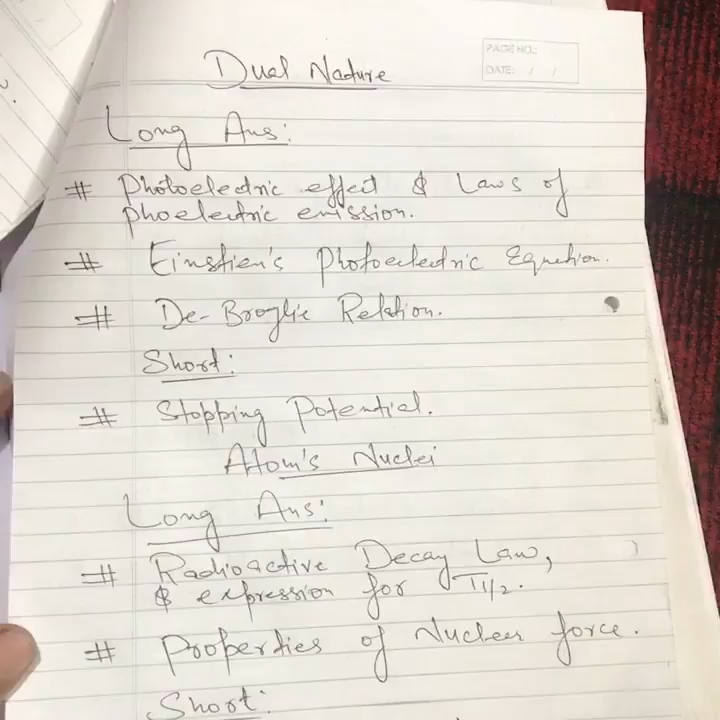 PAGE NO.:
DATE: / /
Dual Nature
Long Ans:
# Photoelectric effect & Laws of
phoelectric emission.
# Einstien's Photoelectric Equation.
# De-Broglie Relation.
Short:
# Stopping Potential.
Atom's Nuclei
Long Ans:
# Radioactive Decay Law,
& expression for T1/2.
# Properties of Nuclear force.
Short: